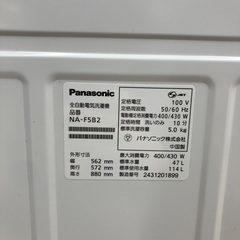 Panasonic
全自動電気洗濯機
品番
NA-F5B2
外形寸法
幅 562 mm
奥行 572 mm
高さ 880 mm
JET
定格電圧 100 V
定格周波数 50/60 Hz
電動機定格消費電力 400/430 W
定格時間 洗いのみ 10 分
標準洗濯容量 5.0 kg
パナソニック株式会社
中国製
最大消費電力 400/430 W
標準水量 47 L
標準使用水量 114 L
製造番号 2431201899